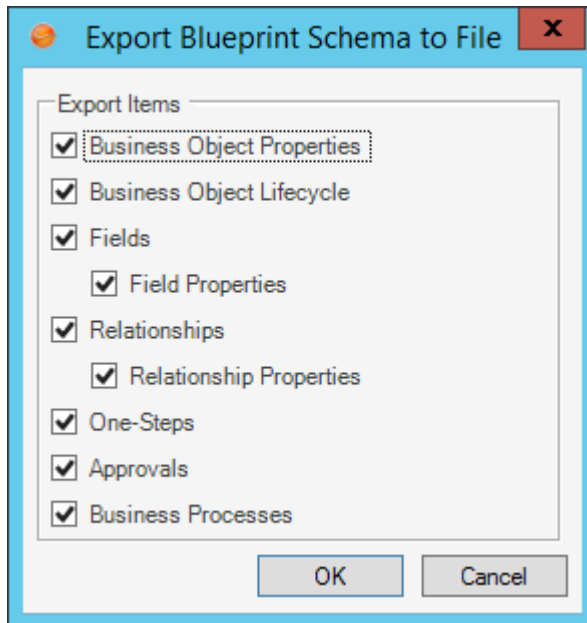 Export Blueprint Schema to File
x
Export Items
Business Object Properties
Business Object Lifecycle
Fields
Field Properties
Relationships
Relationship Properties
One-Steps
Approvals
Business Processes
OK Cancel